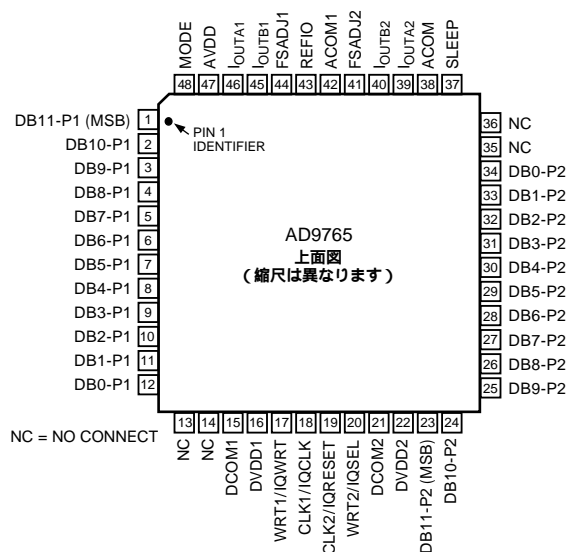 MODE
AVDD
IOUTA1
IOUTB1
FSADJ1
REFIO
ACOM1
FSADJ2
IOUTB2
IOUTA2
ACOM
SLEEP
48 47 46 45 44 43 42 41 40 39 38 37
DB11-P1 (MSB) 1
DB10-P1 2
DB9-P1 3
DB8-P1 4
DB7-P1 5
DB6-P1 6
DB5-P1 7
DB4-P1 8
DB3-P1 9
DB2-P1 10
DB1-P1 11
DB0-P1 12
PIN 1
IDENTIFIER
AD9765
上面図
(縮尺は異なります)
36 NC
35 NC
34 DB0-P2
33 DB1-P2
32 DB2-P2
31 DB3-P2
30 DB4-P2
29 DB5-P2
28 DB6-P2
27 DB7-P2
26 DB8-P2
25 DB9-P2
13 14 15 16 17 18 19 20 21 22 23 24
NC = NO CONNECT
NC
NC
DCOM1
DVDD1
WRT1/IQWRT
CLK1/IQCLK
CLK2/IQRESET
WRT2/IQSEL
DCOM2
DVDD2
DB11-P2 (MSB)
DB10-P2